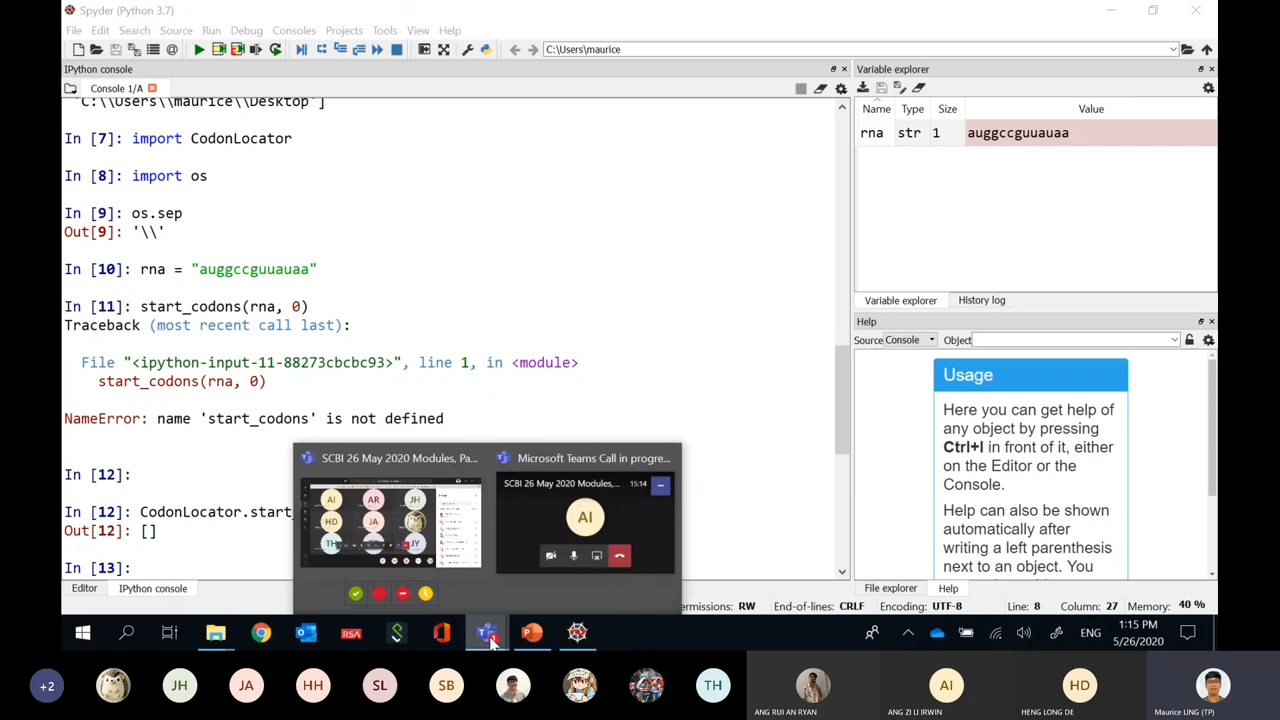 Spyder (Python 3.7)
File Edit Search Source Run Debug Consoles Projects Tools View Help
C:\Users\maurice
IPython console
Console 1/A
'C:\\Users\\maurice\\Desktop']
In [7]: import CodonLocator
In [8]: import os
In [9]: os.sep
Out[9]: '\\'
In [10]: rna = "auggccguuauaa"
In [11]: start_codons(rna, 0)
Traceback (most recent call last):
File "<ipython-input-11-88273cbcbc93>", line 1, in <module>
start_codons(rna, 0)
NameError: name 'start_codons' is not defined
In [12]:
In [12]: CodonLocator.start_
Out[12]: []
In [13]:
Editor IPython console
Variable explorer
Name Type Size Value
rna str 1 auggccguuauaa
Variable explorer History log
Help
Source Console Object
Usage
Here you can get help of
any object by pressing
Ctrl+I in front of it, either
on the Editor or the
Console.
Help can also be shown
automatically after
writing a left parenthesis
next to an object. You
File explorer Help
SCBI 26 May 2020 Modules, Pa...
Microsoft Teams Call in progre...
AI AR JH
HD JA
TH JY
SCBI 26 May 2020 Modules,... 15:14
AI
ermissions: RW End-of-lines: CRLF Encoding: UTF-8 Line: 8 Column: 27 Memory: 40 %
RSA
ENG
1:15 PM
5/26/2020
+2 JH JA HH SL SB TH AI HD
ANG RUI AN RYAN ANG ZI LI IRWIN HENG LONG DE Maurice LING (TP)